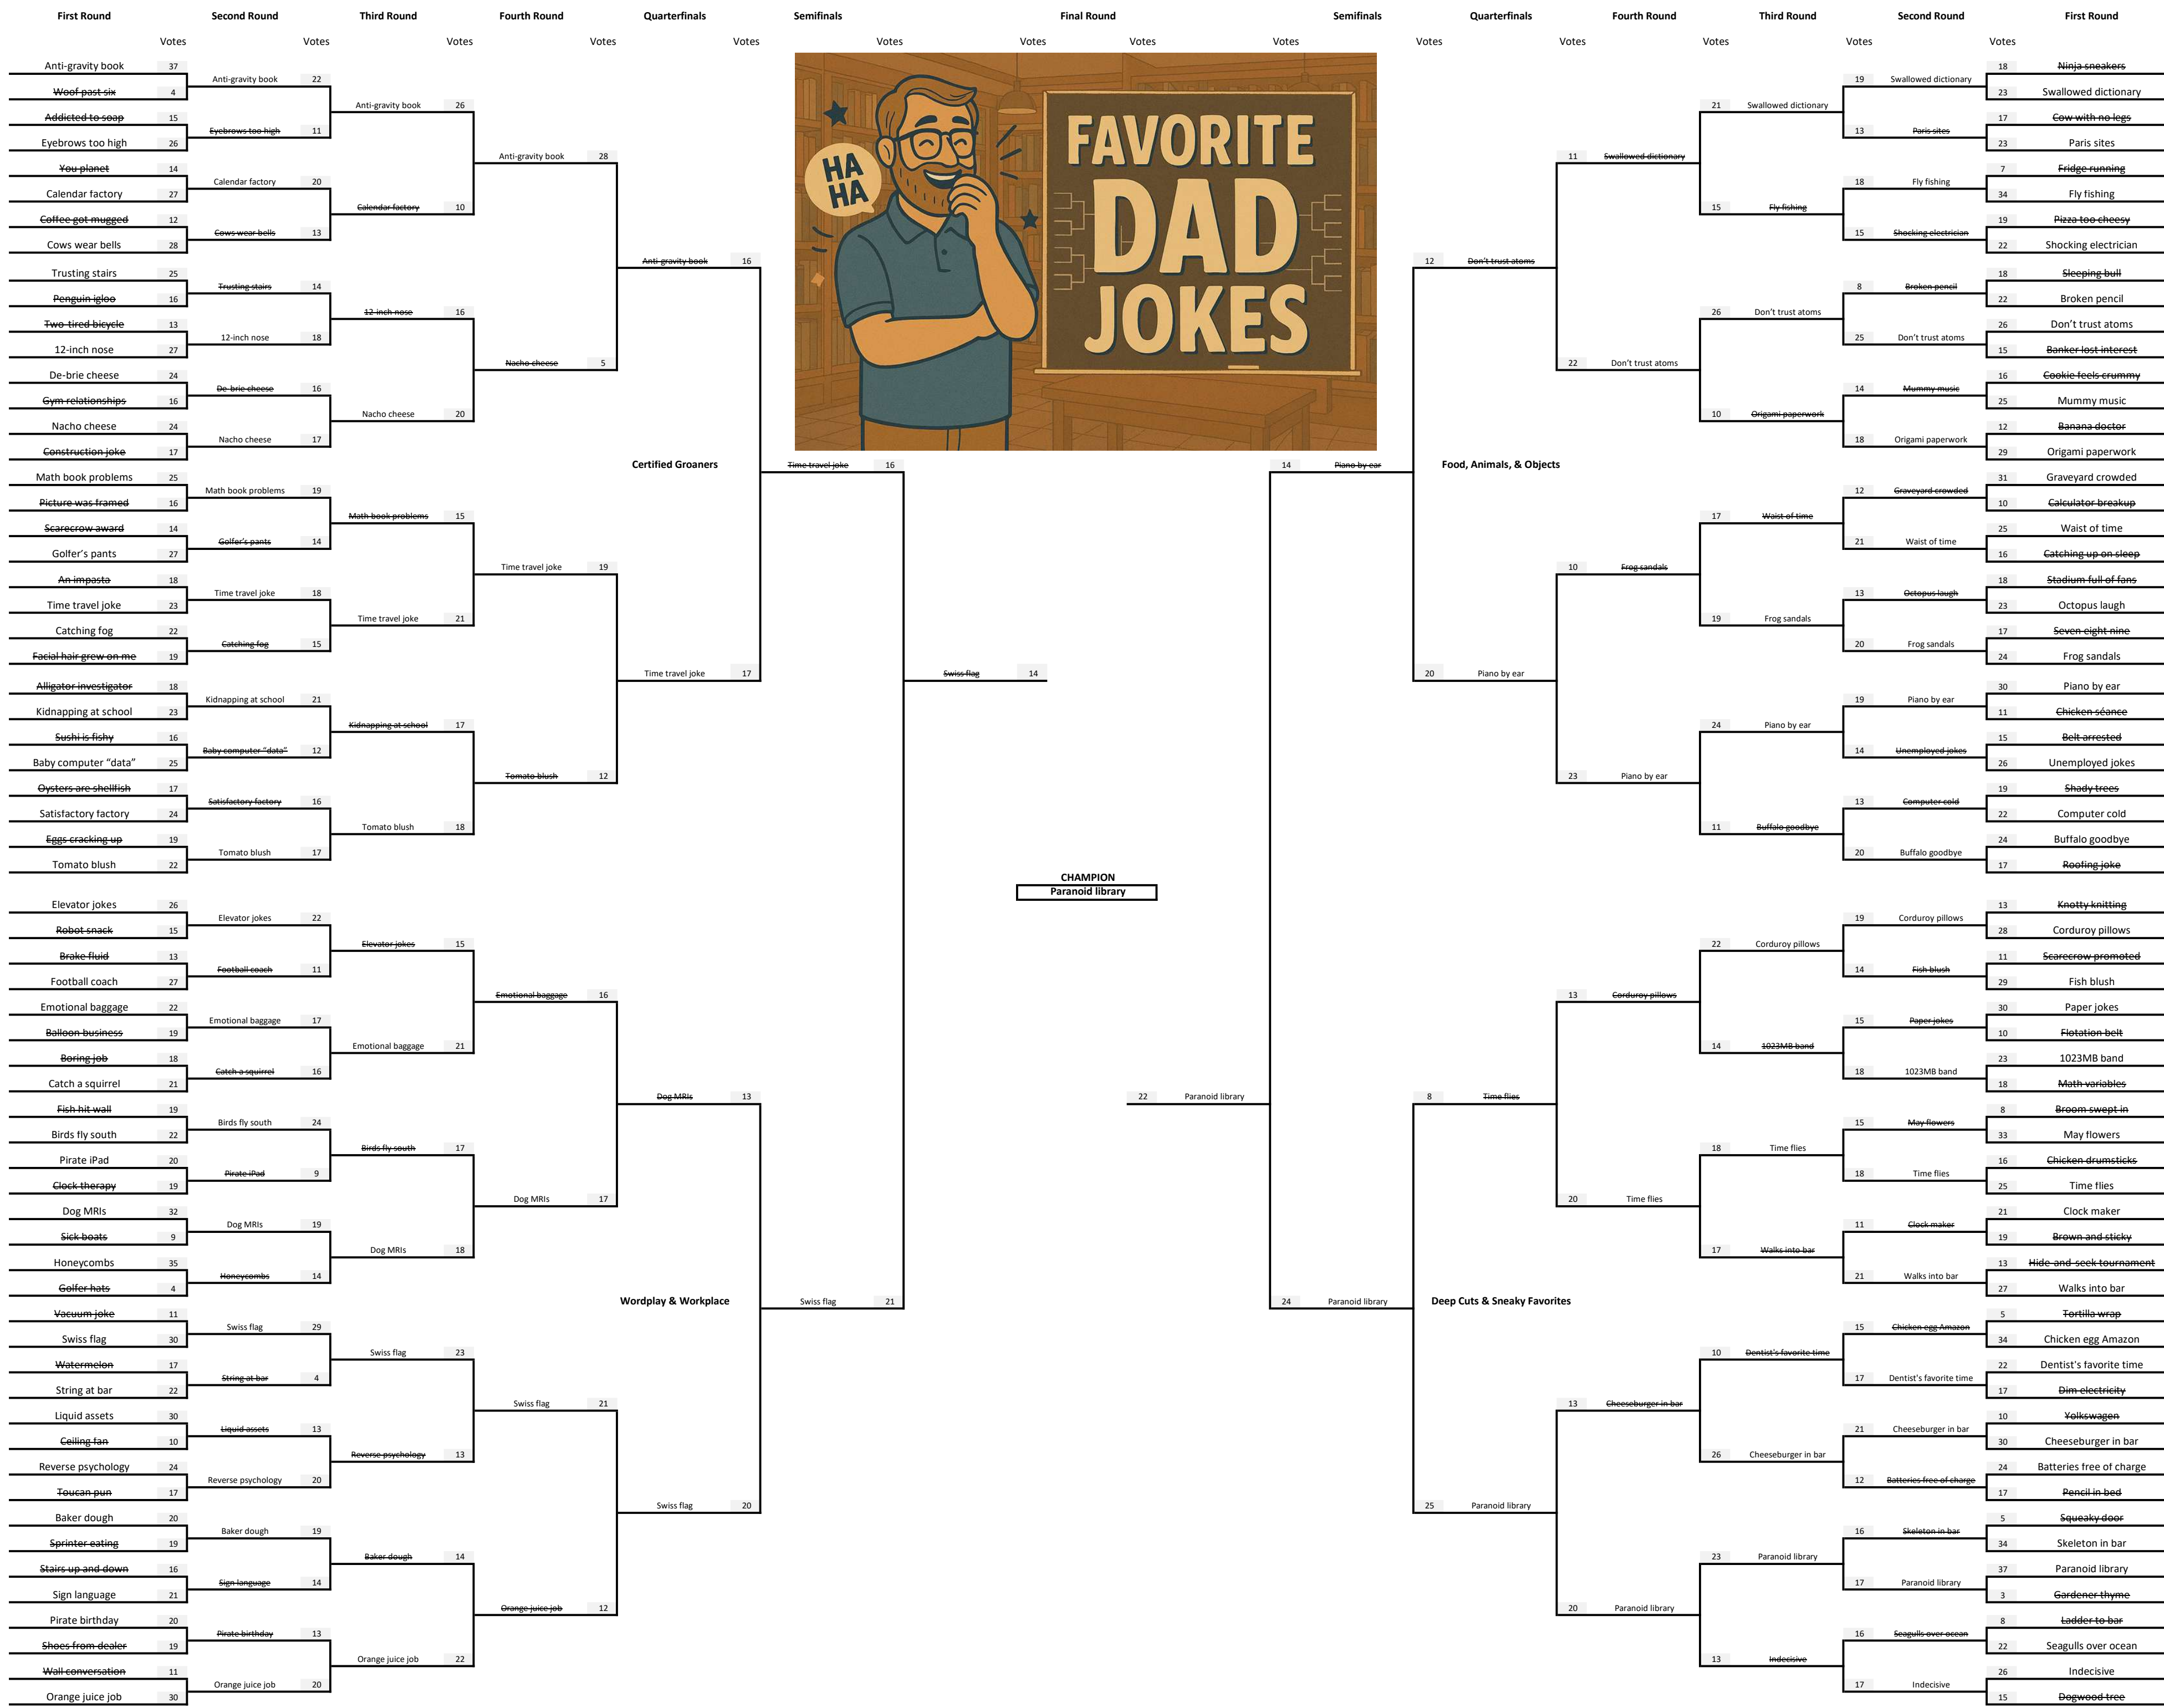 First Round Second Round Third Round Fourth Round Quarterfinals Semifinals Final Round Semifinals Quarterfinals Fourth Round Third Round Second Round First Round
Votes Votes Votes Votes Votes Votes Votes Votes Votes Votes Votes Votes Votes Votes
Anti-gravity book 37
Woof past six 4
Addicted to soap 15
Eyebrows too high 26
You planet 14
Calendar factory 27
Coffee got mugged 12
Cows wear bells 28
Trusting stairs 25
Penguin igloo 16
Two-tired bicycle 13
12-inch nose 27
De-brie cheese 24
Gym relationships 16
Nacho cheese 24
Construction joke 17
Math book problems 25
Picture was framed 16
Scarecrow award 14
Golfer's pants 27
An impasta 18
Time travel joke 23
Catching fog 22
Facial hair grew on me 19
Alligator investigator 18
Kidnapping at school 23
Sushi is fishy 16
Baby computer “data” 25
Oysters are shellfish 17
Satisfactory factory 24
Eggs cracking up 19
Tomato blush 22
Elevator jokes 26
Robot snack 15
Brake fluid 13
Football coach 27
Emotional baggage 22
Balloon business 19
Boring job 18
Catch a squirrel 21
Fish hit wall 19
Birds fly south 22
Pirate iPad 20
Clock therapy 19
Dog MRIs 32
Sick boats 9
Honeycombs 35
Golfer hats 4
Vacuum joke 11
Swiss flag 30
Watermelon 17
String at bar 22
Liquid assets 30
Ceiling fan 10
Reverse psychology 24
Toucan pun 17
Baker dough 20
Sprinter eating 19
Stairs up and down 16
Sign language 21
Pirate birthday 20
Shoes from dealer 19
Wall conversation 11
Orange juice job 30
Anti-gravity book 22
Eyebrows too high 11
Calendar factory 20
Cows wear bells 13
Trusting stairs 14
12-inch nose 18
De-brie cheese 16
Nacho cheese 17
Math book problems 19
Golfer's pants 14
Time travel joke 18
Catching fog 15
Kidnapping at school 21
Baby computer “data” 12
Satisfactory factory 16
Tomato blush 17
Elevator jokes 22
Football coach 11
Emotional baggage 17
Catch a squirrel 16
Birds fly south 24
Pirate iPad 9
Dog MRIs 19
Honeycombs 14
Swiss flag 29
String at bar 4
Liquid assets 13
Reverse psychology 20
Baker dough 19
Sign language 14
Pirate birthday 13
Orange juice job 20
Anti-gravity book 26
Calendar factory 10
12-inch nose 16
Nacho cheese 20
Math book problems 15
Time travel joke 21
Kidnapping at school 17
Tomato blush 18
Elevator jokes 15
Emotional baggage 21
Birds fly south 17
Dog MRIs 18
Swiss flag 23
Reverse psychology 13
Baker dough 14
Orange juice job 22
Anti-gravity book 28
Nacho cheese 5
Time travel joke 19
Tomato blush 12
Emotional baggage 16
Dog MRIs 17
Swiss flag 21
Orange juice job 12
Anti-gravity book 16
Time travel joke 17
Dog MRIs 13
Swiss flag 20
Certified Groaners
Wordplay & Workplace
Time travel joke 16
Swiss flag 21
Swiss flag 14
HA
HA
FAVORITE
DAD
JOKES
CHAMPION
Paranoid library
22 Paranoid library
14 Piano by ear
24 Paranoid library
Food, Animals, & Objects
Deep Cuts & Sneaky Favorites
12 Don't trust atoms
20 Piano by ear
8 Time flies
25 Paranoid library
11 Swallowed dictionary
22 Don't trust atoms
10 Frog sandals
23 Piano by ear
13 Corduroy pillows
20 Time flies
13 Cheeseburger in bar
20 Paranoid library
21 Swallowed dictionary
15 Fly fishing
26 Don't trust atoms
10 Origami paperwork
17 Waist of time
19 Frog sandals
24 Piano by ear
11 Buffalo goodbye
22 Corduroy pillows
14 1023MB band
18 Time flies
17 Walks into bar
10 Dentist's favorite time
26 Cheeseburger in bar
23 Paranoid library
13 Indecisive
19 Swallowed dictionary
13 Paris sites
18 Fly fishing
15 Shocking electrician
8 Broken pencil
25 Don't trust atoms
14 Mummy music
18 Origami paperwork
12 Graveyard crowded
21 Waist of time
13 Octopus laugh
20 Frog sandals
19 Piano by ear
14 Unemployed jokes
13 Computer cold
20 Buffalo goodbye
19 Corduroy pillows
14 Fish blush
15 Paper jokes
18 1023MB band
15 May flowers
18 Time flies
11 Clock maker
21 Walks into bar
15 Chicken egg Amazon
17 Dentist's favorite time
21 Cheeseburger in bar
12 Batteries free of charge
16 Skeleton in bar
17 Paranoid library
16 Seagulls over ocean
17 Indecisive
18 Ninja sneakers
23 Swallowed dictionary
17 Cow with no legs
23 Paris sites
7 Fridge running
34 Fly fishing
19 Pizza too cheesy
22 Shocking electrician
18 Sleeping bull
22 Broken pencil
26 Don't trust atoms
15 Banker lost interest
16 Cookie feels crummy
25 Mummy music
12 Banana doctor
29 Origami paperwork
31 Graveyard crowded
10 Calculator breakup
25 Waist of time
16 Catching up on sleep
18 Stadium full of fans
23 Octopus laugh
17 Seven eight nine
24 Frog sandals
30 Piano by ear
11 Chicken séance
15 Belt arrested
26 Unemployed jokes
19 Shady trees
22 Computer cold
24 Buffalo goodbye
17 Roofing joke
13 Knotty knitting
28 Corduroy pillows
11 Scarecrow promoted
29 Fish blush
30 Paper jokes
10 Flotation belt
23 1023MB band
18 Math variables
8 Broom swept in
33 May flowers
16 Chicken drumsticks
25 Time flies
21 Clock maker
19 Brown and sticky
13 Hide-and-seek tournament
27 Walks into bar
5 Tortilla wrap
34 Chicken egg Amazon
22 Dentist's favorite time
17 Dim electricity
10 Yolkswagen
30 Cheeseburger in bar
24 Batteries free of charge
17 Pencil in bed
5 Squeaky door
34 Skeleton in bar
37 Paranoid library
3 Gardener thyme
8 Ladder to bar
22 Seagulls over ocean
26 Indecisive
15 Dogwood tree